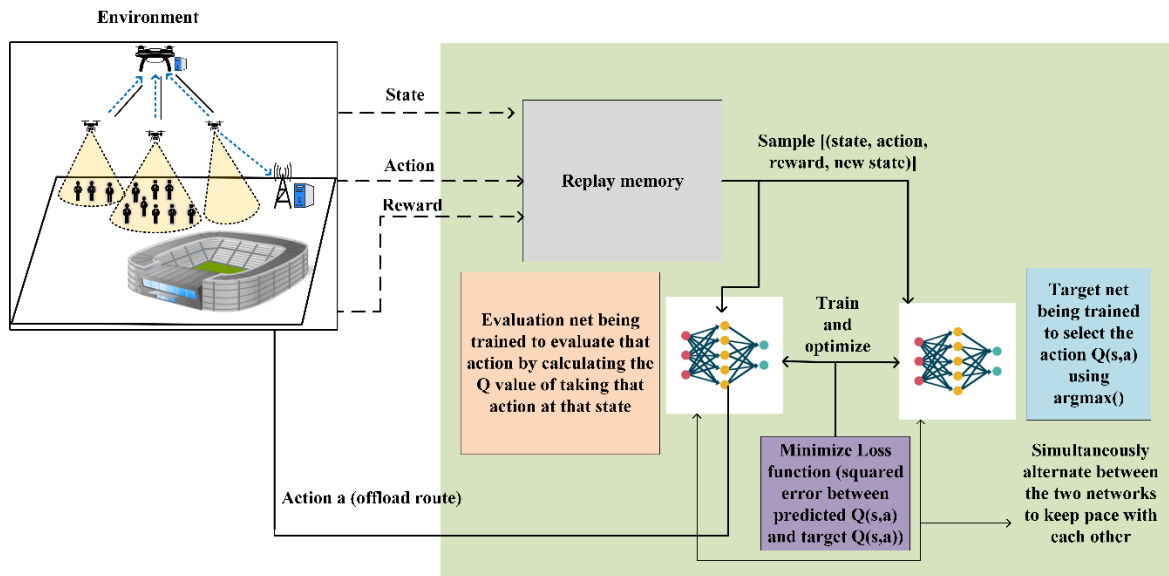 Environment
State
Action
Reward
Replay memory
Sample [(state, action,
reward, new state)]
Evaluation net being
trained to evaluate that
action by calculating the
Q value of taking that
action at that state
Train
and
optimize
Target net
being trained
to select the
action Q(s,a)
using
argmax()
Minimize Loss
function (squared
error between
predicted Q(s,a)
and target Q(s,a))
Simultaneously
alternate between
the two networks
to keep pace with
each other
Action a (offload route)